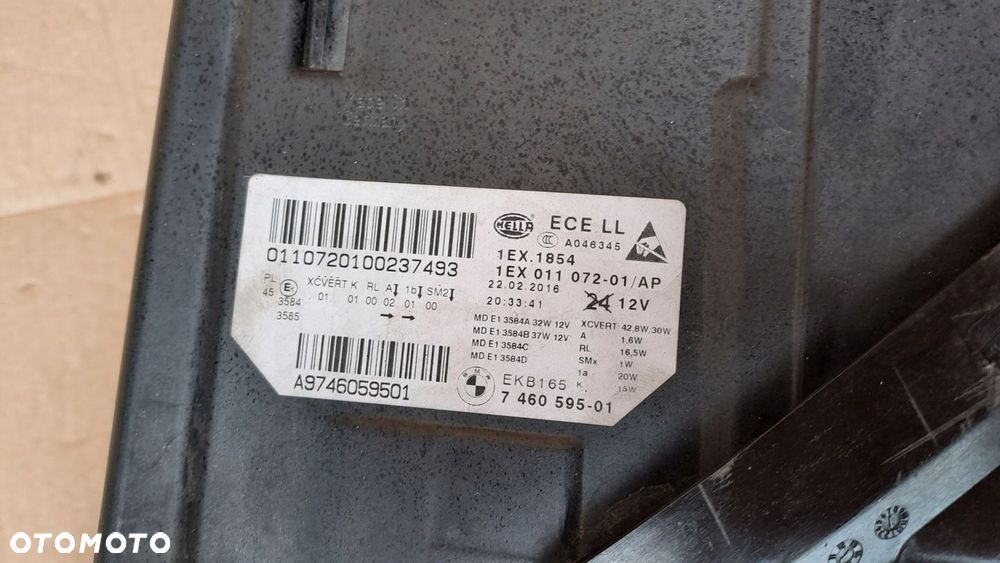 HELLA
ECE LL
A046345
0110720100237493
1EX.1854
1EX 011 072-01/AP
22.02.2016
20:33:41
24 12V
PL
45
E1
3584
3585
XCVERT K RL A 1b SM2
01 01 00 02 01 00
MD E1 3584A 32W 12V
MD E1 3584B 37W 12V
MD E1 3584C
MD E1 3584D
XCVERT 42,8W,30W
A 1,6W
RL 16,5W
SMx 1W
1a 20W
K 15W
A9746059501
BMW
EKB165
7 460 595-01
OTOMOTO